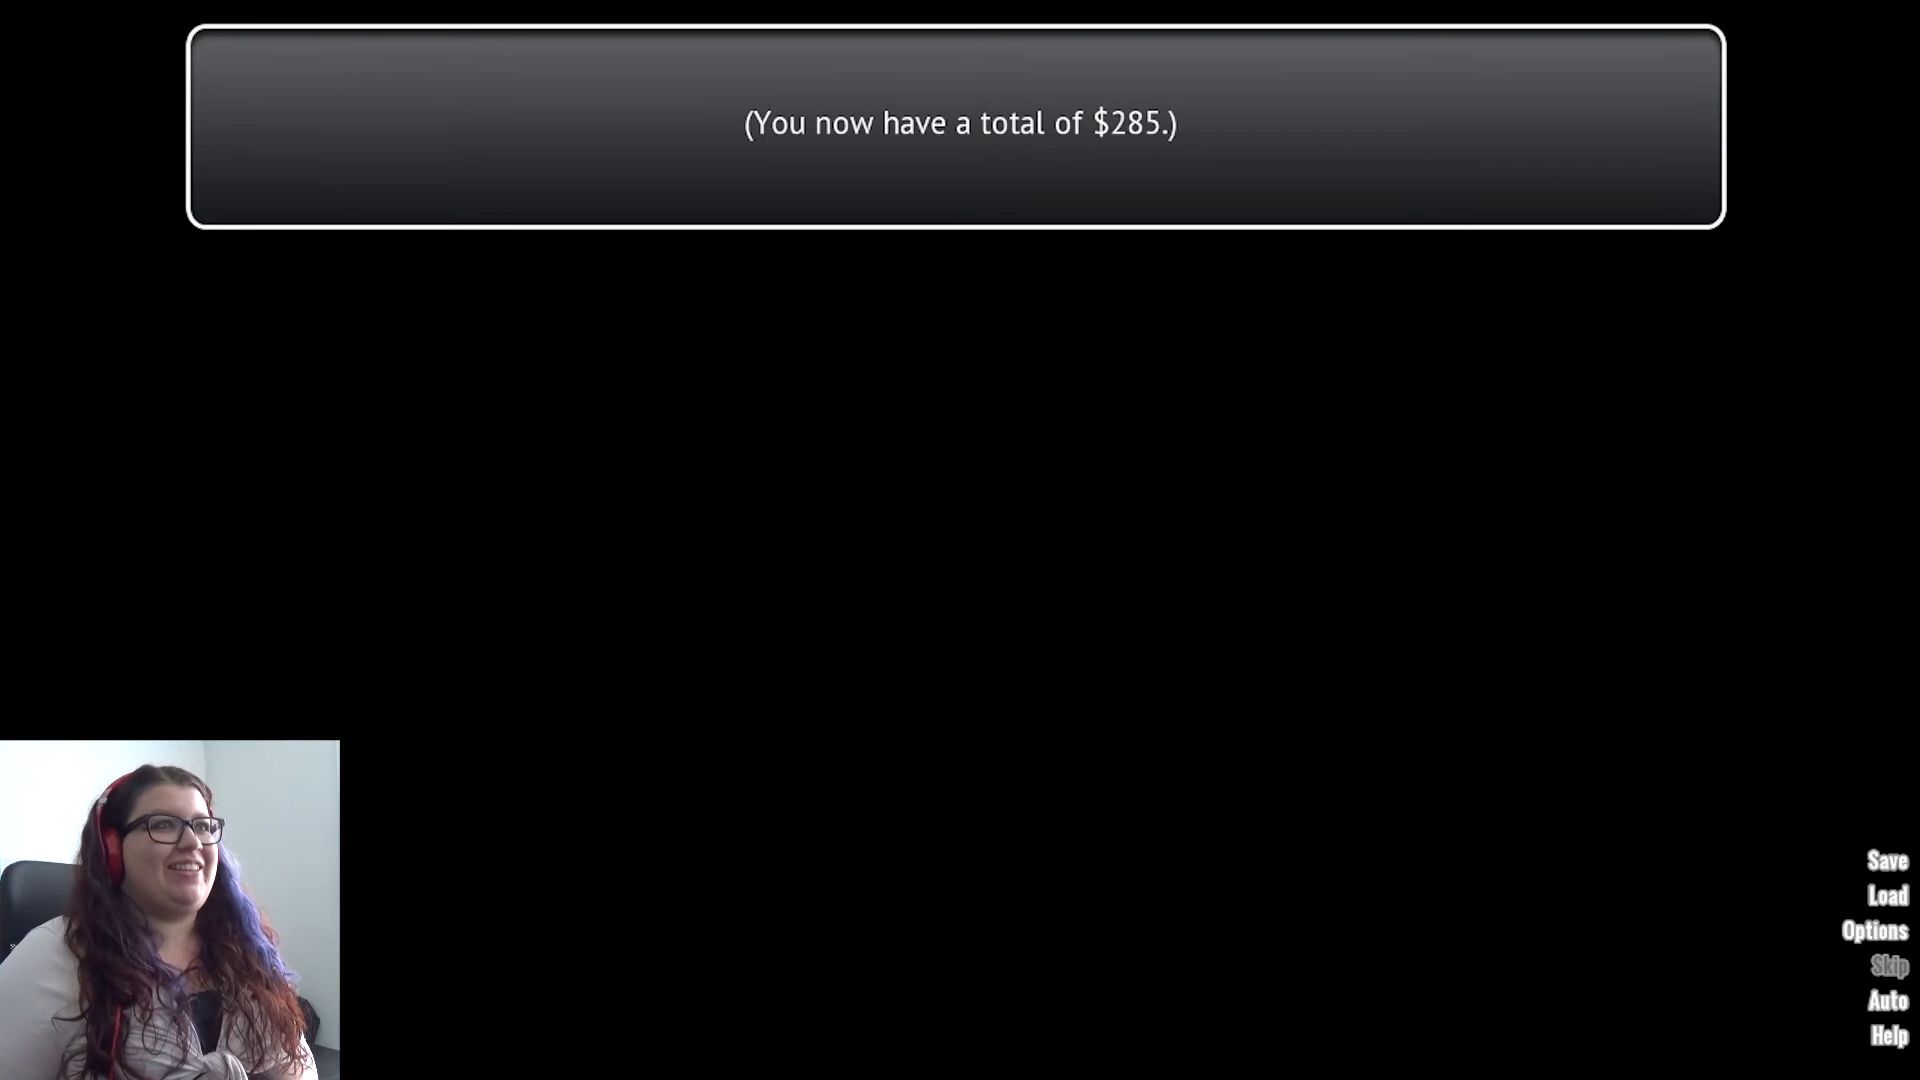 (You now have a total of $285.)
Save
Load
Options
Skip
Auto
Help